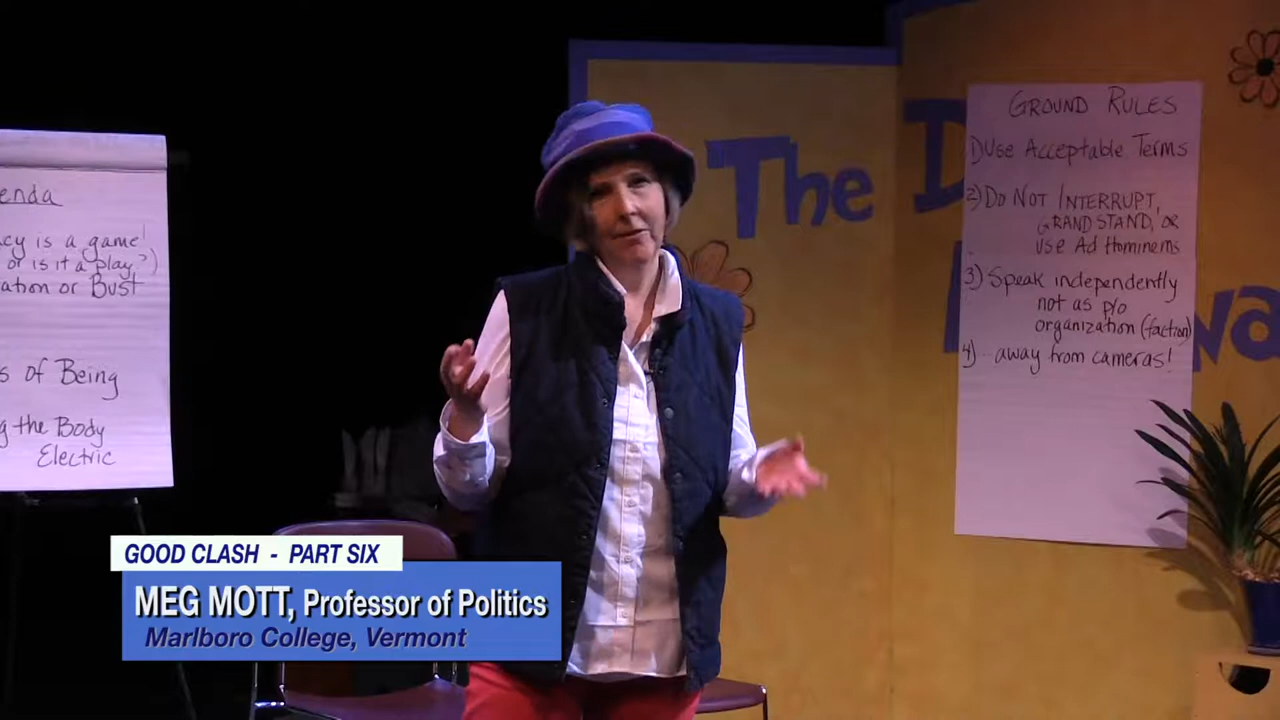 enda
cy is a game!
or is it a play?)
ation or Bust
s of Being
g the Body
Electric
The D
wa
GROUND RULES
1) Use Acceptable Terms
2) Do NOT INTERRUPT,
GRANDSTAND, or
use Ad Hominems
3) Speak independently
not as p/o
organization (faction)
4) ..away from cameras!
GOOD CLASH - PART SIX
MEG MOTT, Professor of Politics
Marlboro College, Vermont